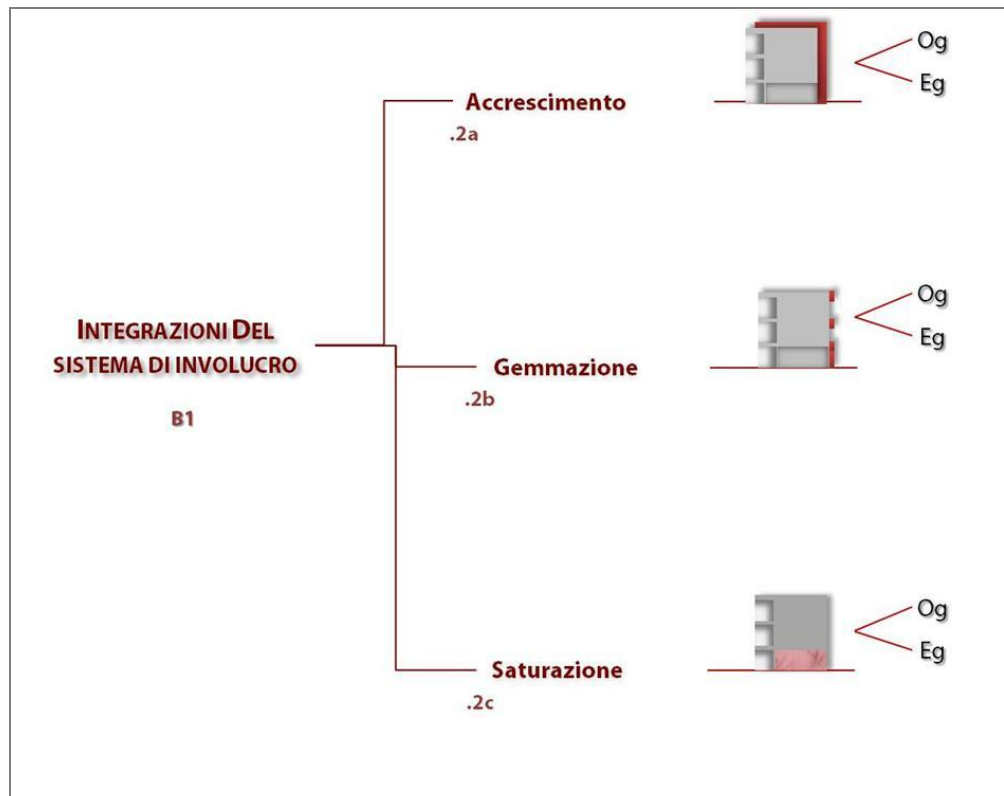 Og
Accrescimento
Eg
.2a
INTEGRAZIONI DEL
SISTEMA DI INVOLUCRO
B1
Og
Gemmazione
Eg
.2b
Og
Saturazione
Eg
.2c